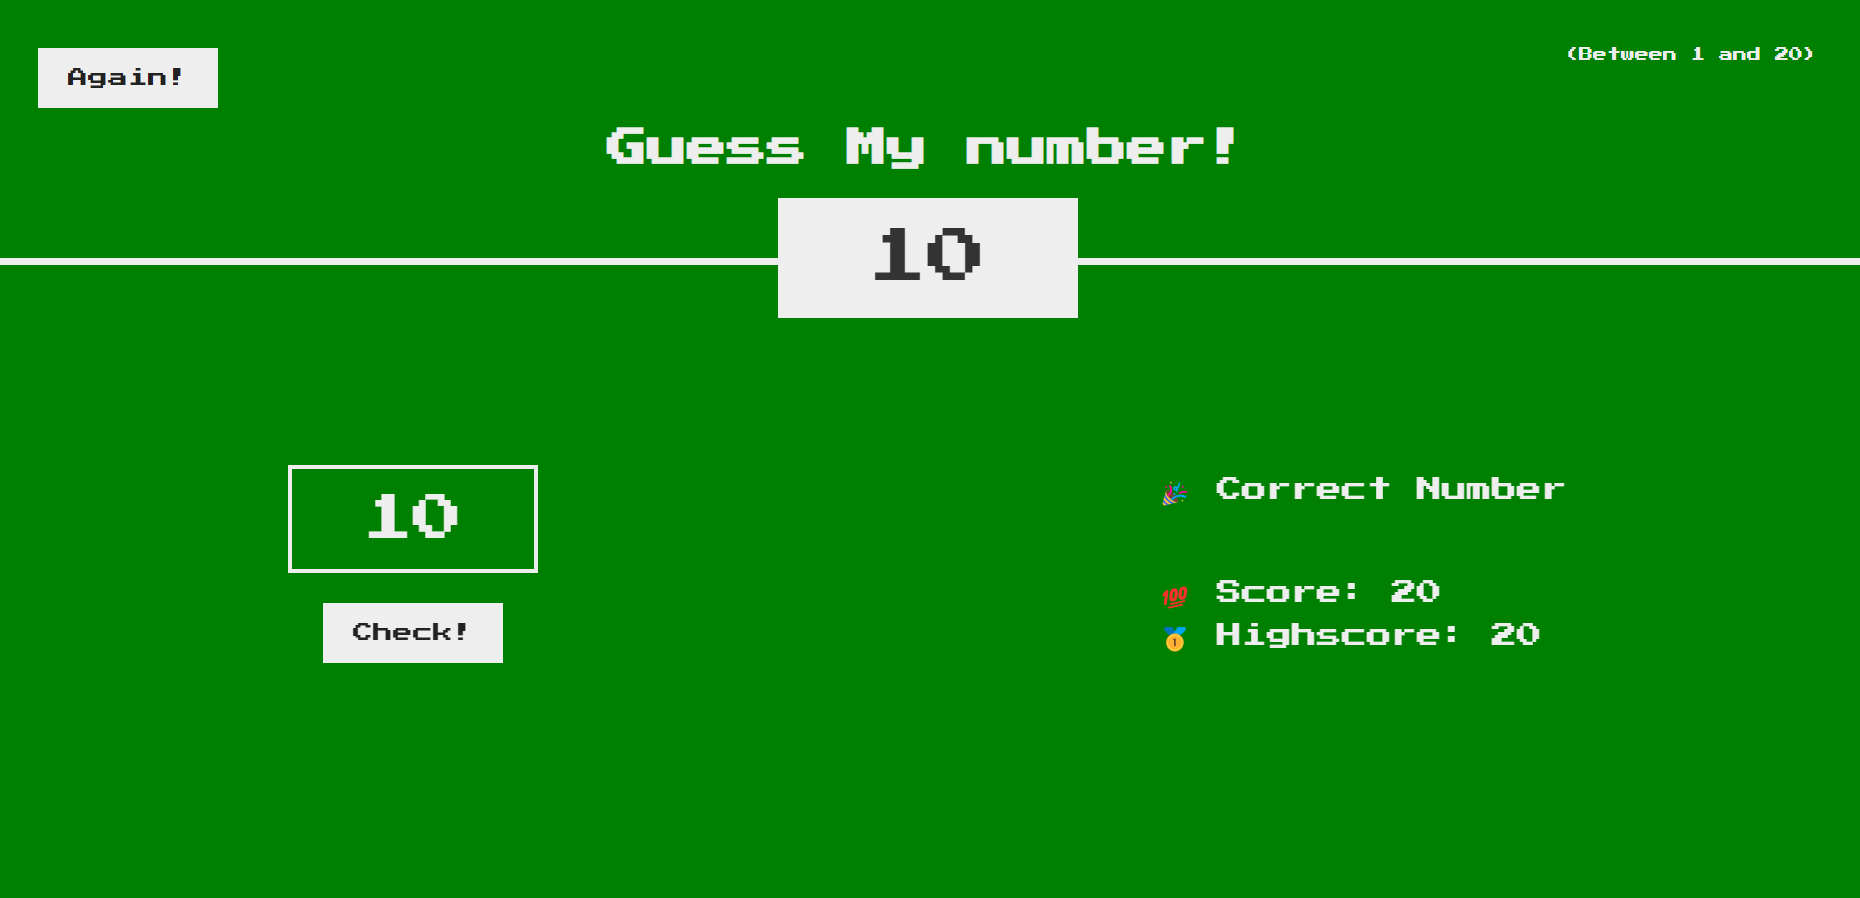 Again!
(Between 1 and 20)
Guess My number!
10
10
Check!
🎉 Correct Number
💯 Score: 20
🥇 Highscore: 20